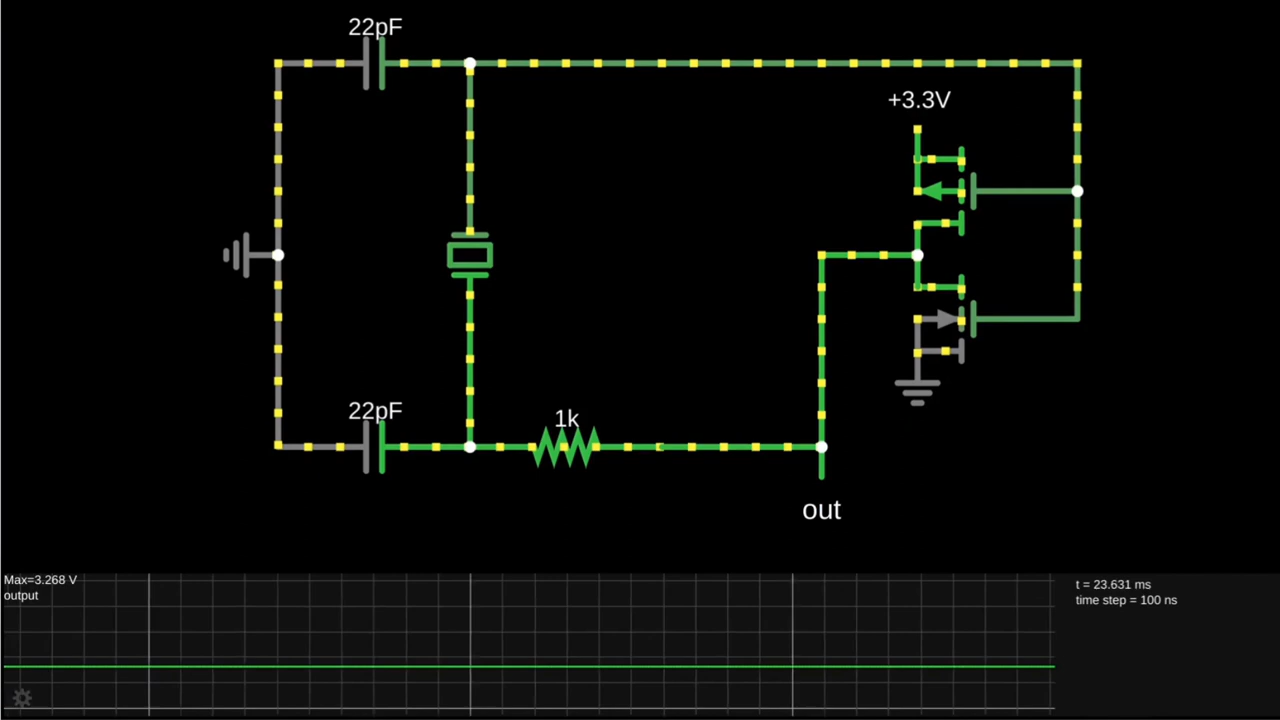 22pF
+3.3V
22pF
1k
out
Max=3.268 V
output
t = 23.631 ms
time step = 100 ns